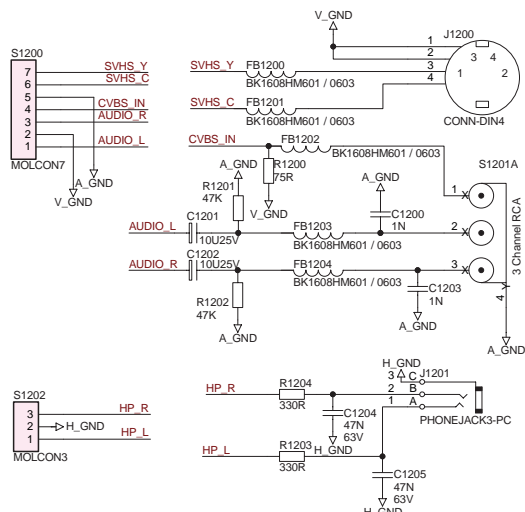 V_GND
J1200
S1200
7 SVHS_Y
6 SVHS_C
5
4 CVBS_IN
3 AUDIO_R
2
1 AUDIO_L
MOLCON7
A_GND
V_GND
SVHS_Y FB1200
BK1608HM601 / 0603
SVHS_C FB1201
BK1608HM601 / 0603
1
2
3
4
3 4
1 2
CONN-DIN4
CVBS_IN FB1202
BK1608HM601 / 0603
R1200
75R
V_GND
S1201A
A_GND
R1201
47K
A_GND
C1200
1N
AUDIO_L C1201
10U25V
FB1203
BK1608HM601 / 0603
AUDIO_R C1202
10U25V
FB1204
BK1608HM601 / 0603
1
2
3
4
3 Channel RCA
R1202
47K
A_GND
C1203
1N
A_GND
A_GND
S1202
3 HP_R
2 H_GND
1 HP_L
MOLCON3
H_GND
J1201
3 C
2 B
1 A
PHONEJACK3-PC
HP_R R1204
330R
C1204
47N
63V
H_GND
HP_L R1203
330R
C1205
47N
63V
H_GND